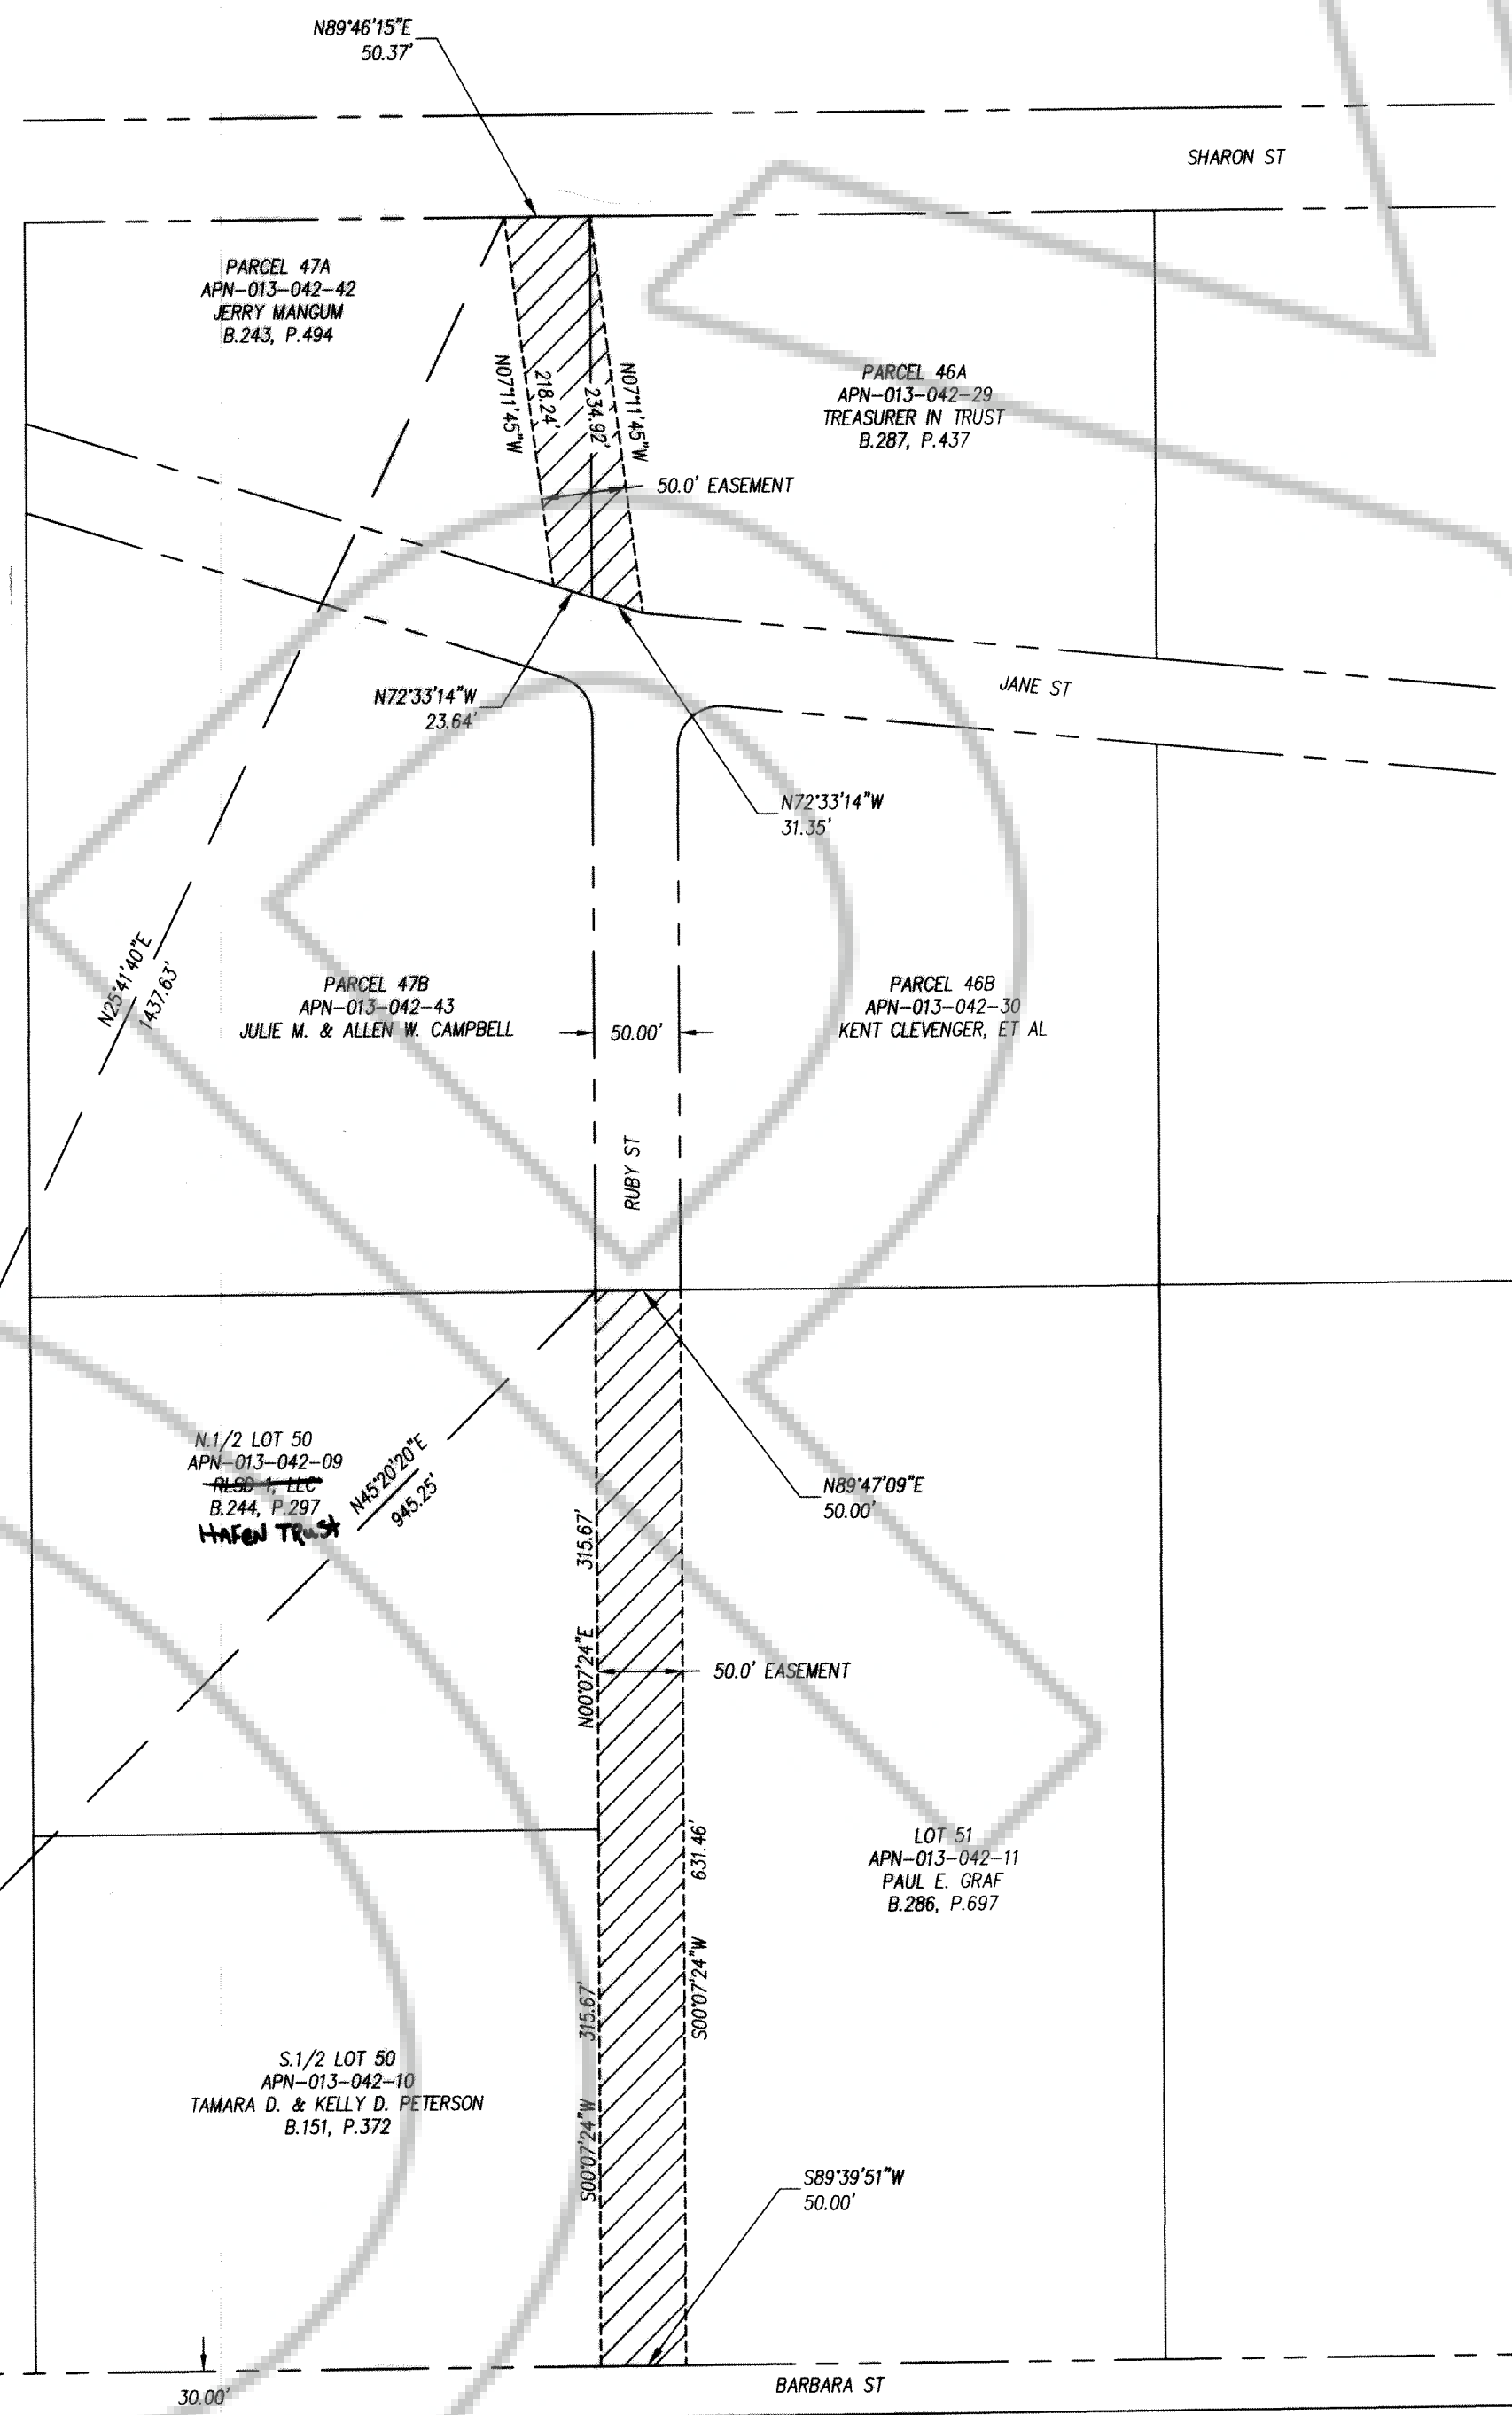 N89°46'15"E
50.37'
SHARON ST
PARCEL 47A
APN-013-042-42
JERRY MANGUM
B.243, P.494
N07°11'45"W
218.24'
234.92'
N07°11'45"W
PARCEL 46A
APN-013-042-29
TREASURER IN TRUST
B.287, P.437
50.0' EASEMENT
N72°33'14"W
23.64'
JANE ST
N72°33'14"W
31.35'
N25°41'40"E
1437.63'
PARCEL 47B
APN-013-042-43
JULIE M. & ALLEN W. CAMPBELL
50.00'
PARCEL 46B
APN-013-042-30
KENT CLEVENGER, ET AL
RUBY ST
N.1/2 LOT 50
APN-013-042-09
RLSD 1, LLC
B.244, P.297
HAFEN TRUST
N45°20'20"E
945.25'
N89°47'09"E
50.00'
315.67'
N00°07'24"E
50.0' EASEMENT
631.46'
S00°07'24"W
LOT 51
APN-013-042-11
PAUL E. GRAF
B.286, P.697
315.67'
S00°07'24"W
S.1/2 LOT 50
APN-013-042-10
TAMARA D. & KELLY D. PETERSON
B.151, P.372
S89°39'51"W
50.00'
30.00'
BARBARA ST